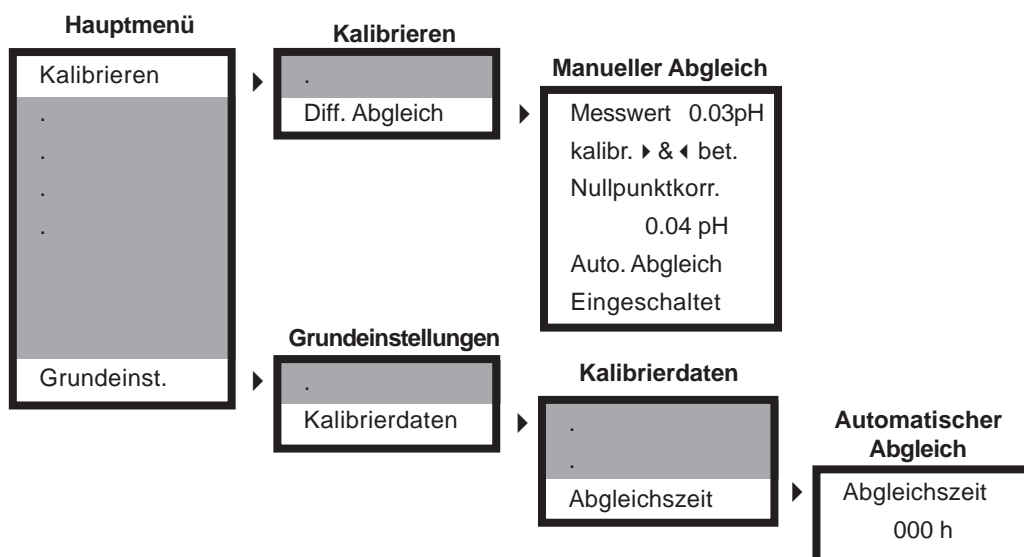 Hauptmenü
Kalibrieren
.
.
.
.
Grundeinst.
Kalibrieren
.
Diff. Abgleich
Manueller Abgleich
Messwert 0.03pH
kalibr. ▸ & ◂ bet.
Nullpunktkorr.
0.04 pH
Auto. Abgleich
Eingeschaltet
Grundeinstellungen
.
Kalibrierdaten
Kalibrierdaten
.
.
Abgleichszeit
Automatischer
Abgleich
Abgleichszeit
000 h